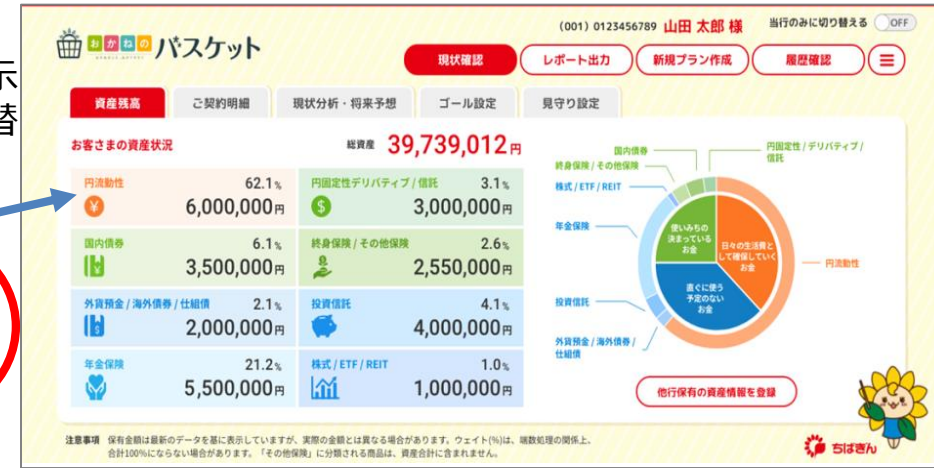 示
替
おかねの バスケット
(001) 0123456789 山田 太郎 様
当行のみに切り替える OFF
現状確認 レポート出力 新規プラン作成 履歴確認
資産残高 ご契約明細 現状分析・将来予想 ゴール設定 見守り設定
お客さまの資産状況 総資産 39,739,012円
円流動性 62.1%
6,000,000円
円固定性デリバティブ/信託 3.1%
3,000,000円
国内債券 6.1%
3,500,000円
終身保険/その他保険 2.6%
2,550,000円
外貨預金/海外債券/仕組債 2.1%
2,000,000円
投資信託 4.1%
4,000,000円
年金保険 21.2%
5,500,000円
株式/ETF/REIT 1.0%
1,000,000円
国内債券
終身保険/その他保険
株式/ETF/REIT
年金保険
投資信託
外貨預金/海外債券/
仕組債
円固定性/デリバティブ/
信託
円流動性
使いみちの
決まっている
お金
日々の生活費と
して確保していく
お金
直ぐに使う
予定のない
お金
他行保有の資産情報を登録
注意事項 保有金額は最新のデータを基に表示していますが、実際の金額とは異なる場合があります。ウェイト(%)は、端数処理の関係上、
合計100%にならない場合があります。「その他保険」に分類される商品は、資産合計に含まれません。
ちばぎん